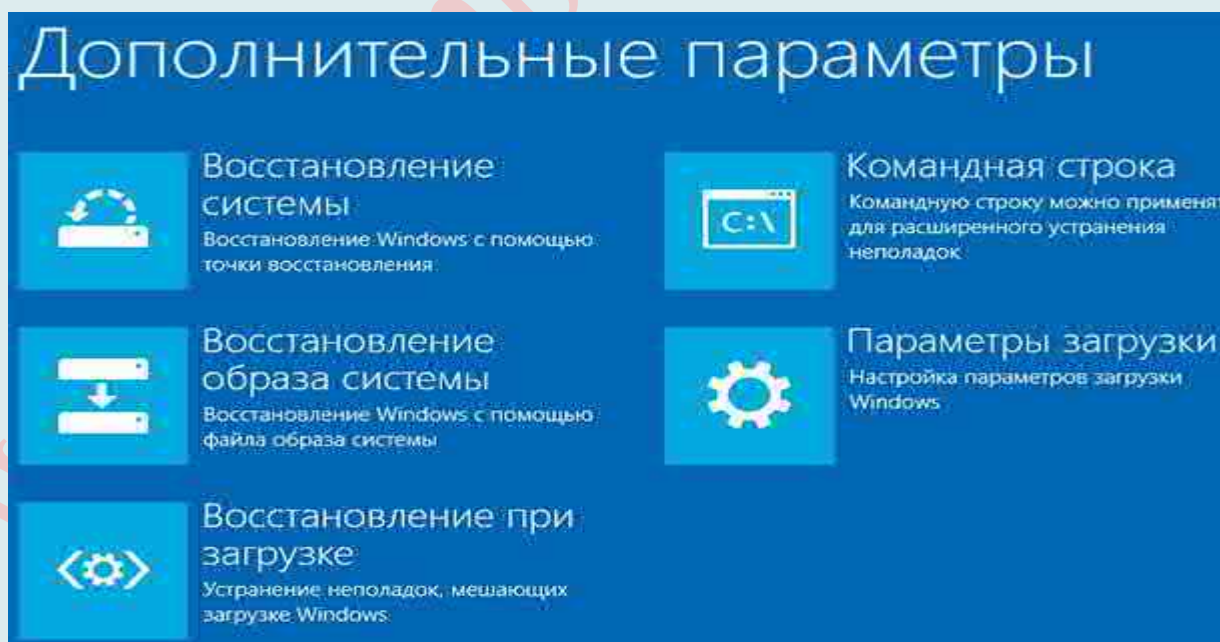 Дополнительные параметры
Восстановление
системы
Восстановление Windows с помощью
точки восстановления
Восстановление
образа системы
Восстановление Windows с помощью
файла образа системы
Восстановление при
загрузке
Устранение неполадок, мешающих
загрузке Windows
C:\
Командная строка
Командную строку можно применят
для расширенного устранения
неполадок
Параметры загрузки
Настройка параметров загрузки
Windows